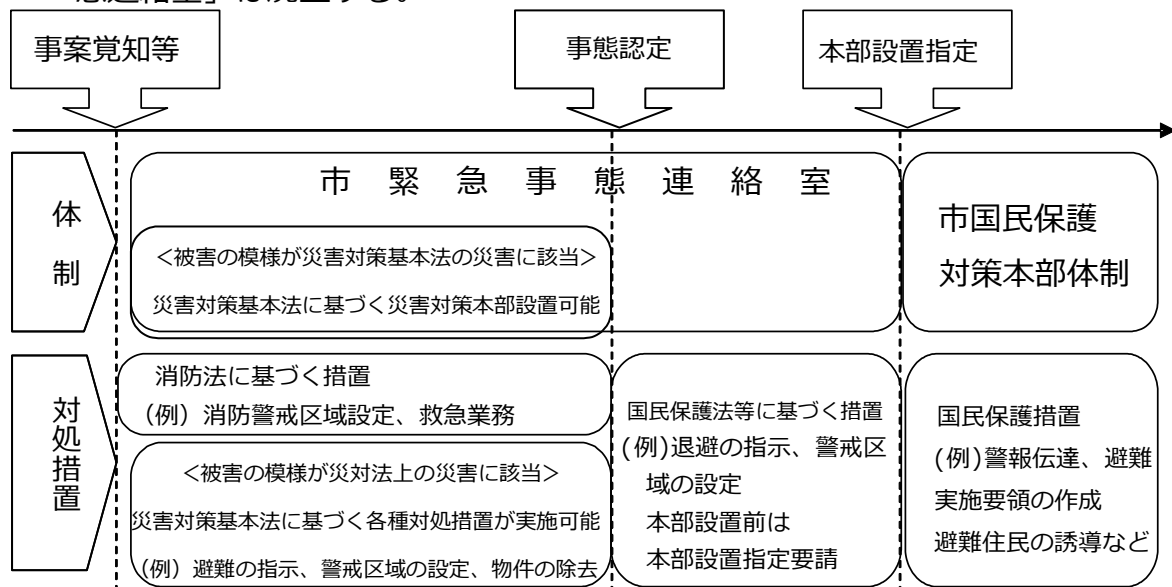 事案覚知等
事態認定
本部設置指定
体制
市緊急事態連絡室
<被害の模様が災害対策基本法の災害に該当>
災害対策基本法に基づく災害対策本部設置可能
市国民保護
対策本部体制
対処措置
消防法に基づく措置
(例）消防警戒区域設定、救急業務
<被害の模様が災対法上の災害に該当>
災害対策基本法に基づく各種対処措置が実施可能
(例）避難の指示、警戒区域の設定、物件の除去
国民保護法等に基づく措置
(例)退避の指示、警戒区
域の設定
本部設置前は
本部設置指定要請
国民保護措置
(例)警報伝達、避難
実施要領の作成
避難住民の誘導など